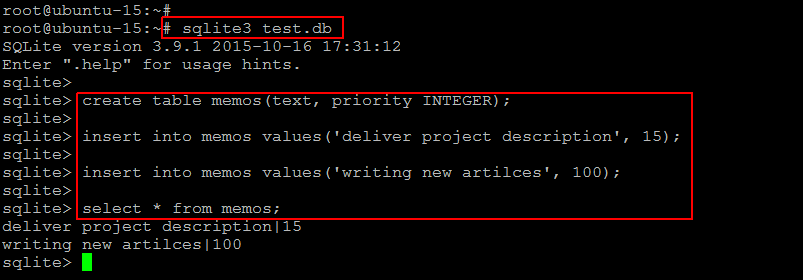 root@ubuntu-15:~#
root@ubuntu-15:~# sqlite3 test.db
SQLite version 3.9.1 2015-10-16 17:31:12
Enter ".help" for usage hints.
sqlite>
sqlite> create table memos(text, priority INTEGER);
sqlite>
sqlite> insert into memos values('deliver project description', 15);
sqlite>
sqlite> insert into memos values('writing new artilces', 100);
sqlite>
sqlite> select * from memos;
deliver project description|15
writing new artilces|100
sqlite>